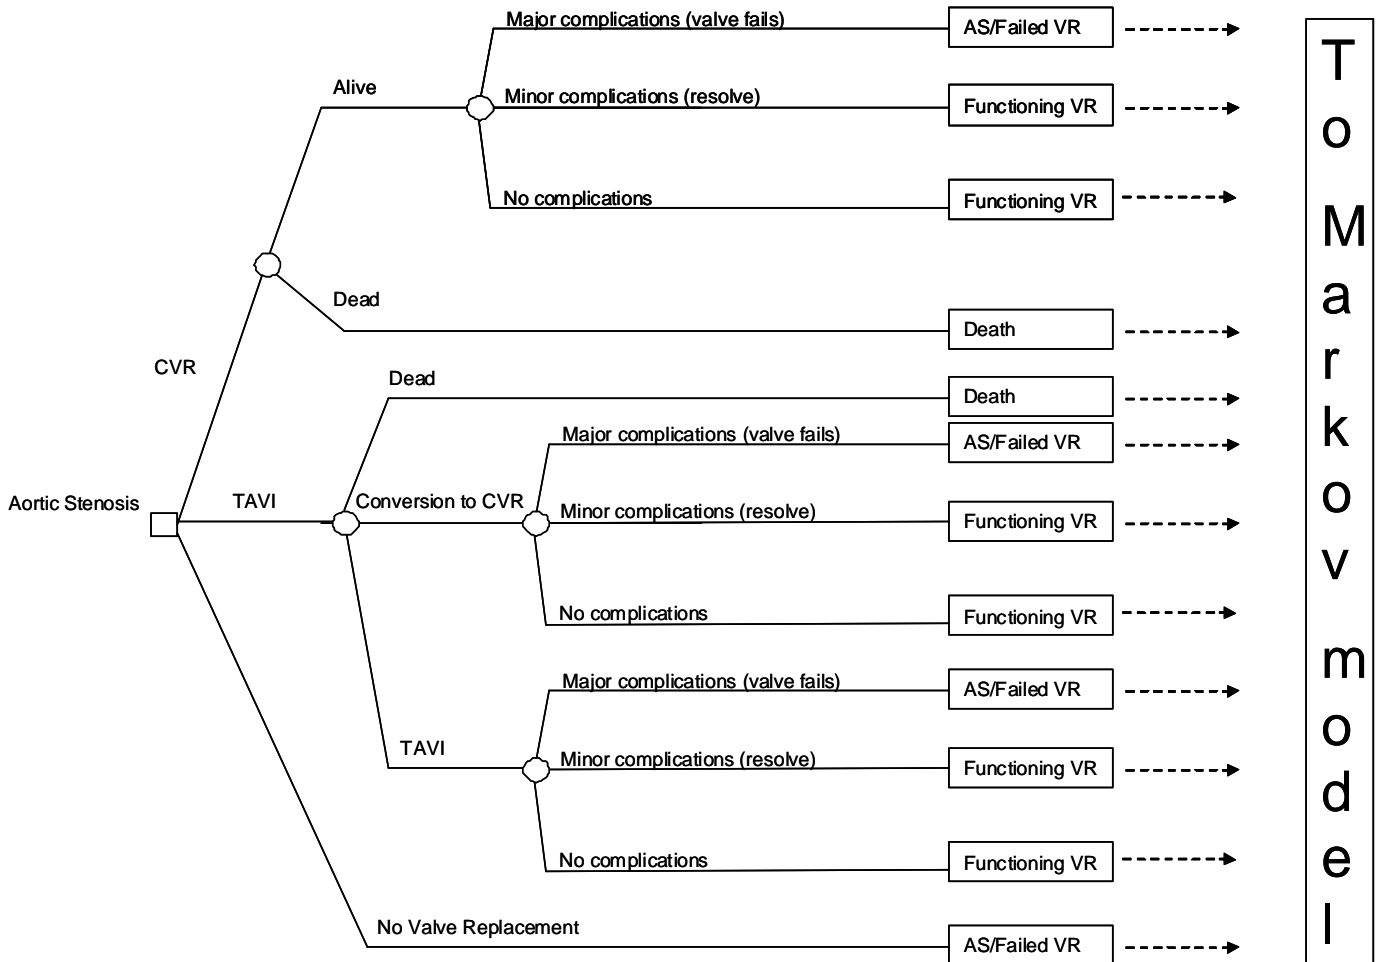 Major complications (valve fails)
AS/Failed VR
Alive
Minor complications (resolve)
Functioning VR
No complications
Functioning VR
Dead
Death
CVR
Dead
Death
Major complications (valve fails)
AS/Failed VR
Aortic Stenosis
TAVI
Conversion to CVR
Minor complications (resolve)
Functioning VR
No complications
Functioning VR
Major complications (valve fails)
AS/Failed VR
TAVI
Minor complications (resolve)
Functioning VR
No complications
Functioning VR
No Valve Replacement
AS/Failed VR
To Markov model